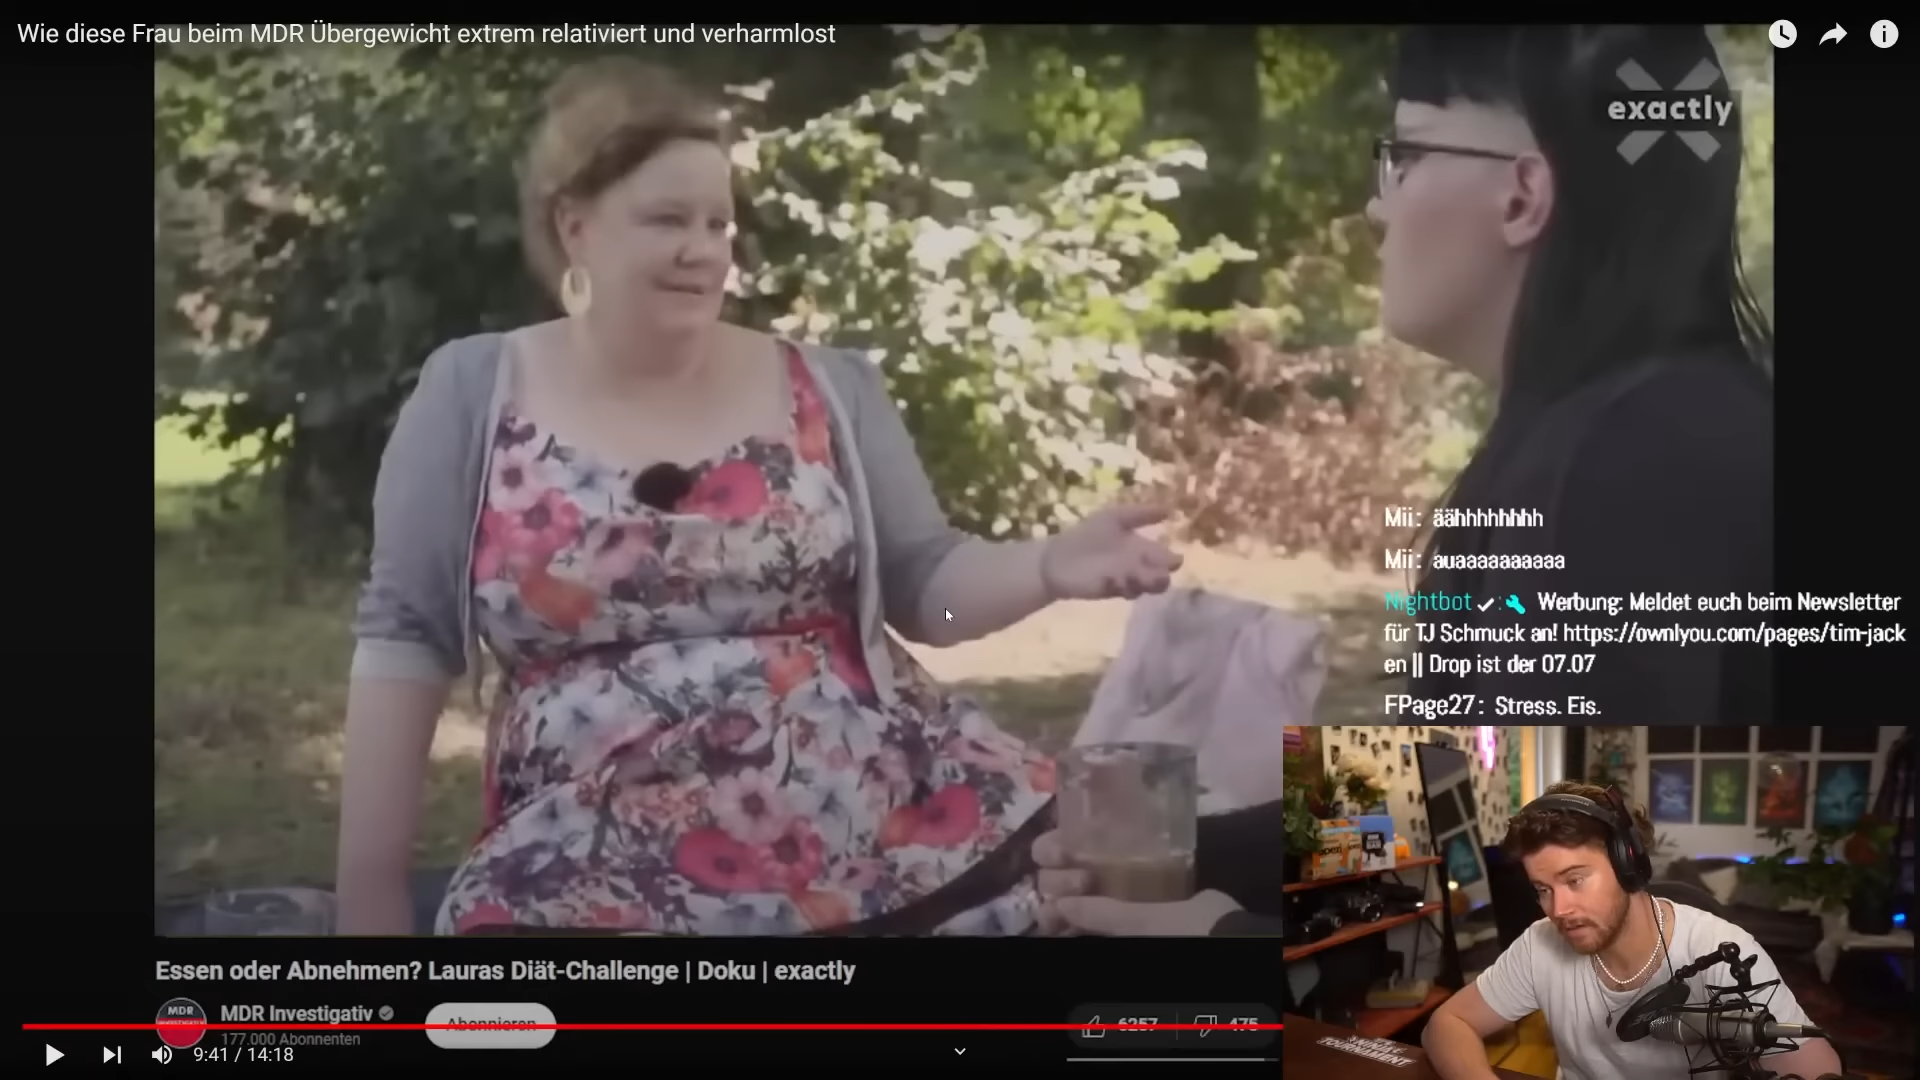 Wie diese Frau beim MDR Übergewicht extrem relativiert und verharmlost
exactly
Mii: äähhhhhhhh
Mii: auaaaaaaaaaa
Nightbot: Werbung: Meldet euch beim Newsletter
für TJ Schmuck an! https://ownlyou.com/pages/tim-jack
en || Drop ist der 07.07
FPage27: Stress. Eis.
Essen oder Abnehmen? Lauras Diät-Challenge | Doku | exactly
MDR
MDR Investigativ
Abonnieren
6257
475
177.000 Abonnenten
9:41 / 14:18
TOURNAMENT